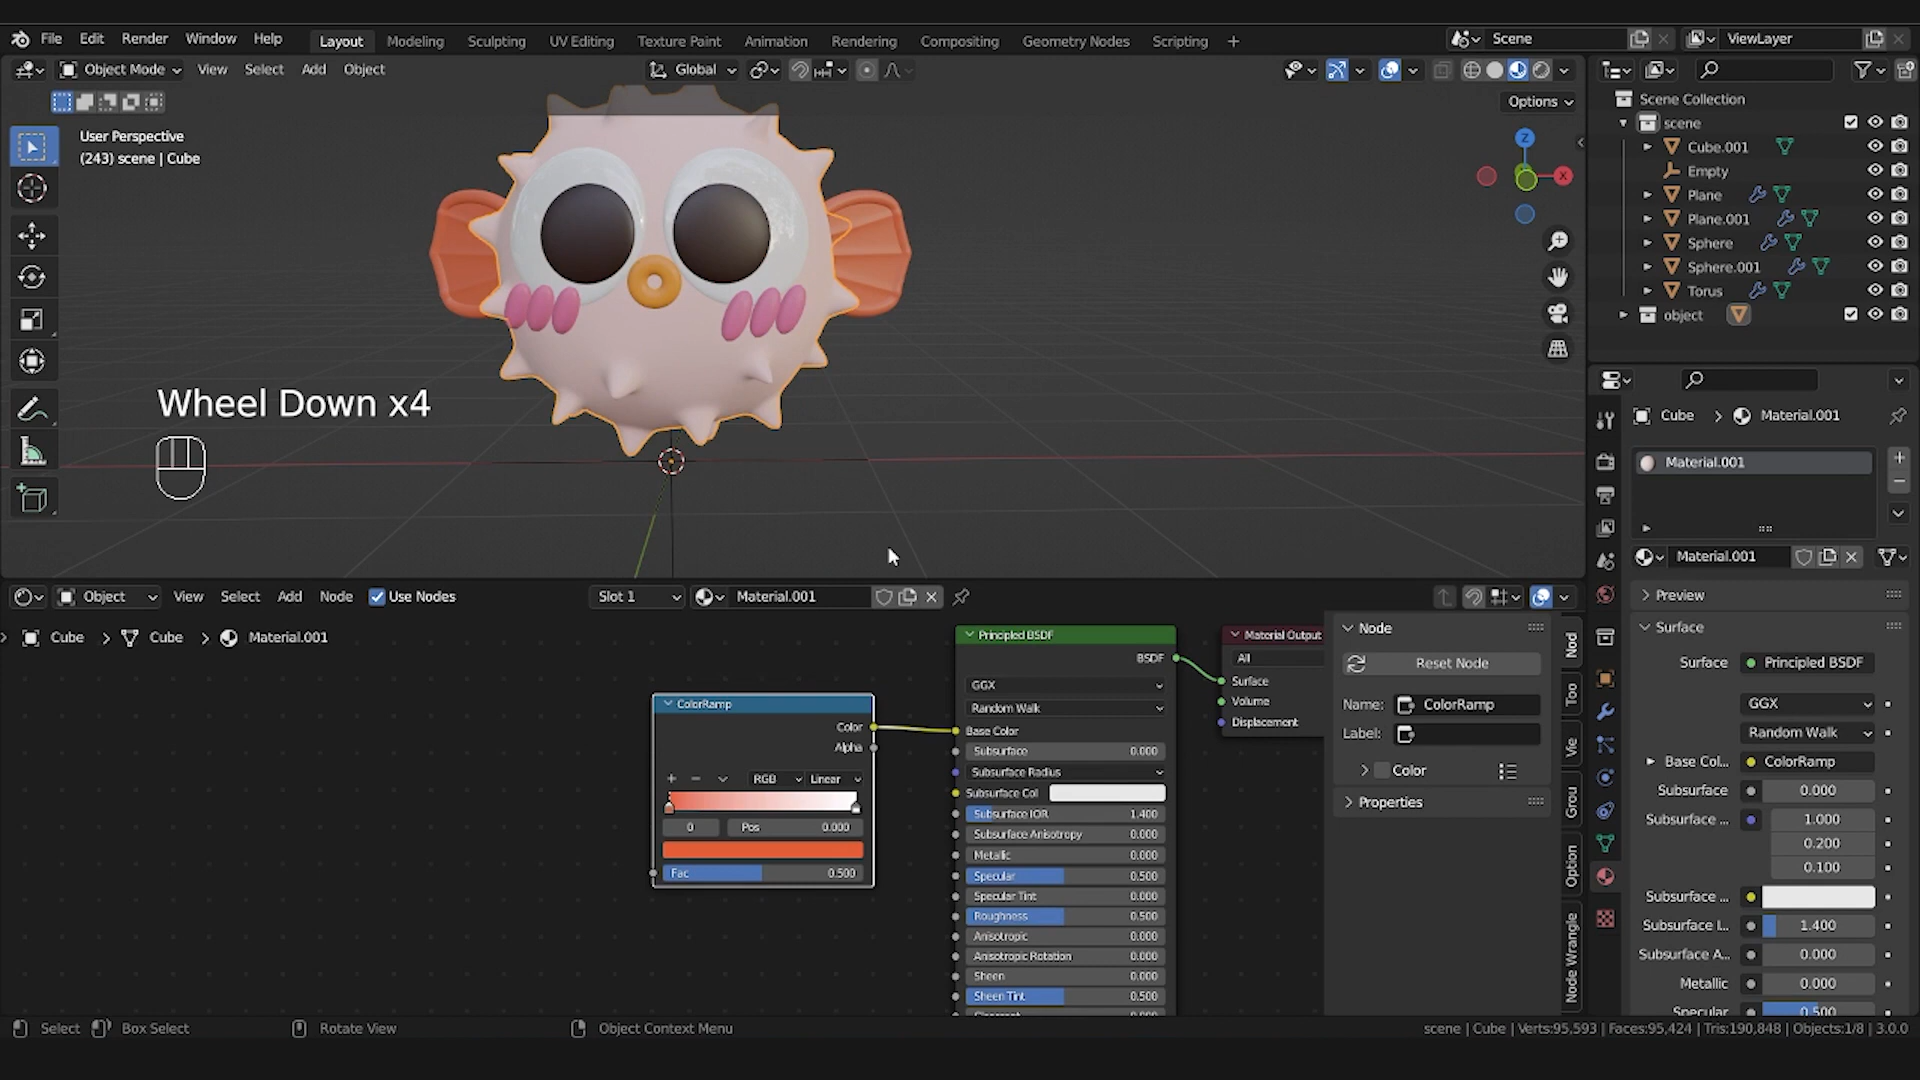 File Edit Render Window Help Layout Modeling Sculpting UV Editing Texture Paint Animation Rendering Compositing Geometry Nodes Scripting + Scene ViewLayer
Object Mode View Select Add Object Global
Options
User Perspective
(243) scene | Cube
Z
X
Wheel Down x4
Scene Collection
scene
Cube.001
Empty
Plane
Plane.001
Sphere
Sphere.001
Torus
object
Object View Select Add Node Use Nodes Slot 1 Material.001
Cube > Cube > Material.001
ColorRamp
Color
Alpha
+ − RGB Linear
0 Pos 0.000
Fac 0.500
Principled BSDF
BSDF
GGX
Random Walk
Base Color
Subsurface 0.000
Subsurface Radius
Subsurface Col
Subsurface IOR 1.400
Subsurface Anisotropy 0.000
Metallic 0.000
Specular 0.500
Specular Tint 0.000
Roughness 0.500
Anisotropic 0.000
Anisotropic Rotation 0.000
Sheen 0.000
Sheen Tint 0.500
Material Output
All
Surface
Volume
Displacement
Node
Reset Node
Name: ColorRamp
Label:
Color
Properties
Nod
Too
Vie
Grou
Option
Node Wrangle
Cube > Material.001
Material.001
Material.001
Preview
Surface
Surface Principled BSDF
GGX
Random Walk
Base Col... ColorRamp
Subsurface 0.000
Subsurface ... 1.000
0.200
0.100
Subsurface ...
Subsurface I... 1.400
Subsurface A... 0.000
Metallic 0.000
Specular 0.500
Select Box Select Rotate View Object Context Menu scene | Cube | Verts:95,593 | Faces:95,424 | Tris:190,848 | Objects:1/8 | 3.0.0